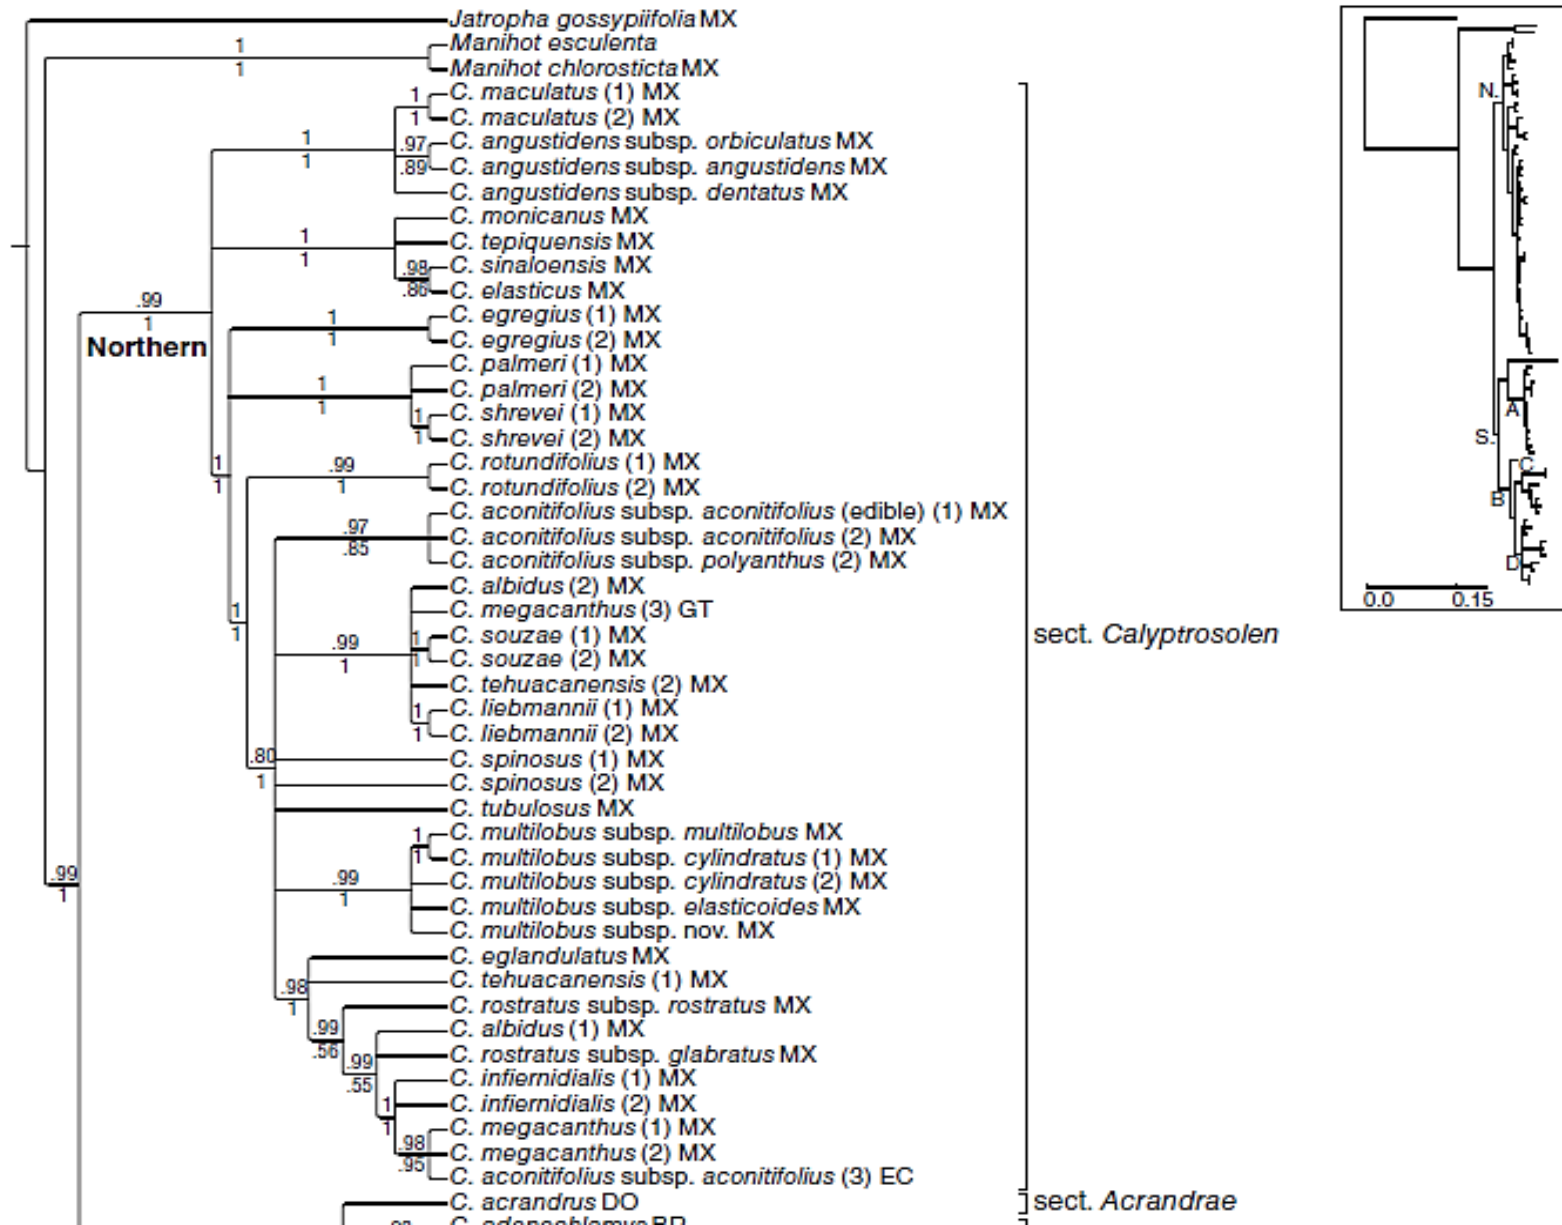 Jatropha gossypiifolia MX
Manihot esculenta
1
1
Manihot chlorosticta MX
C. maculatus (1) MX
1
1
C. maculatus (2) MX
C. angustidens subsp. orbiculatus MX
.97
.89
1
1
C. angustidens subsp. angustidens MX
C. angustidens subsp. dentatus MX
C. monicanus MX
C. tepiquensis MX
1
1
C. sinaloensis MX
.98
.86
C. elasticus MX
C. egregius (1) MX
.99
1
Northern
1
1
C. egregius (2) MX
C. palmeri (1) MX
C. palmeri (2) MX
1
1
C. shrevei (1) MX
1
1
C. shrevei (2) MX
C. rotundifolius (1) MX
1
1
.99
1
C. rotundifolius (2) MX
C. aconitifolius subsp. aconitifolius (edible) (1) MX
C. aconitifolius subsp. aconitifolius (2) MX
.97
.85
C. aconitifolius subsp. polyanthus (2) MX
C. albidus (2) MX
C. megacanthus (3) GT
1
1
C. souzae (1) MX
1
1
.99
1
C. souzae (2) MX
C. tehuacanensis (2) MX
C. liebmannii (1) MX
1
1
C. liebmannii (2) MX
C. spinosus (1) MX
.80
1
C. spinosus (2) MX
C. tubulosus MX
C. multilobus subsp. multilobus MX
1
1
C. multilobus subsp. cylindratus (1) MX
C. multilobus subsp. cylindratus (2) MX
.99
1
.99
1
C. multilobus subsp. elasticoides MX
C. multilobus subsp. nov. MX
C. eglandulatus MX
C. tehuacanensis (1) MX
.98
1
C. rostratus subsp. rostratus MX
C. albidus (1) MX
.99
.56
C. rostratus subsp. glabratus MX
.99
.55
C. infiernidialis (1) MX
C. infiernidialis (2) MX
1
1
C. megacanthus (1) MX
C. megacanthus (2) MX
.98
.95
C. aconitifolius subsp. aconitifolius (3) EC
C. acrandrus DO
sect. Calyptrosolen
sect. Acrandrae
N.
A
S.
C
B
D
0.0 0.15